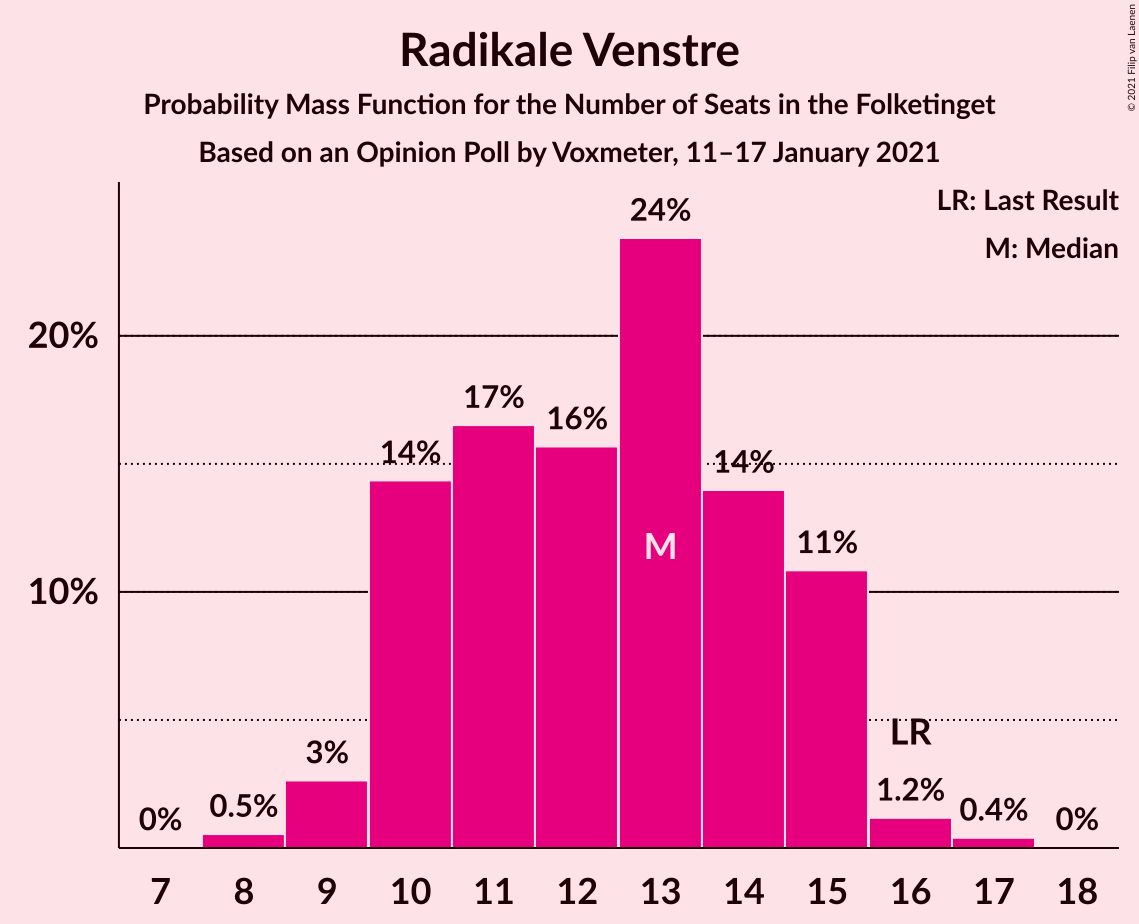 Radikale Venstre
Probability Mass Function for the Number of Seats in the Folketinget
Based on an Opinion Poll by Voxmeter, 11–17 January 2021
© 2021 Filip van Laenen
LR: Last Result
M: Median
20%
10%
0%
0.5%
3%
14%
17%
16%
24%
M
14%
11%
LR
1.2%
0.4%
0%
7 8 9 10 11 12 13 14 15 16 17 18